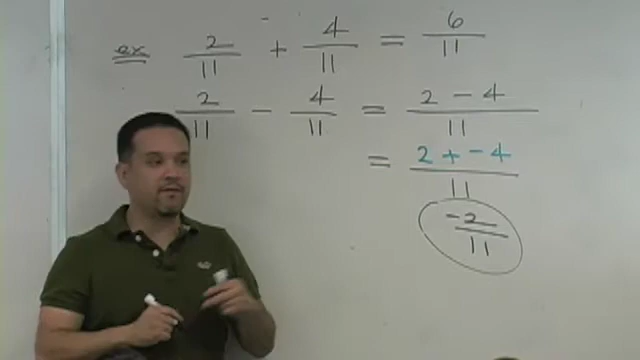 ex 2/11 + 4/11 = 6/11
2/11 - 4/11 = 2 - 4/11
= 2 + -4/11
-2/11